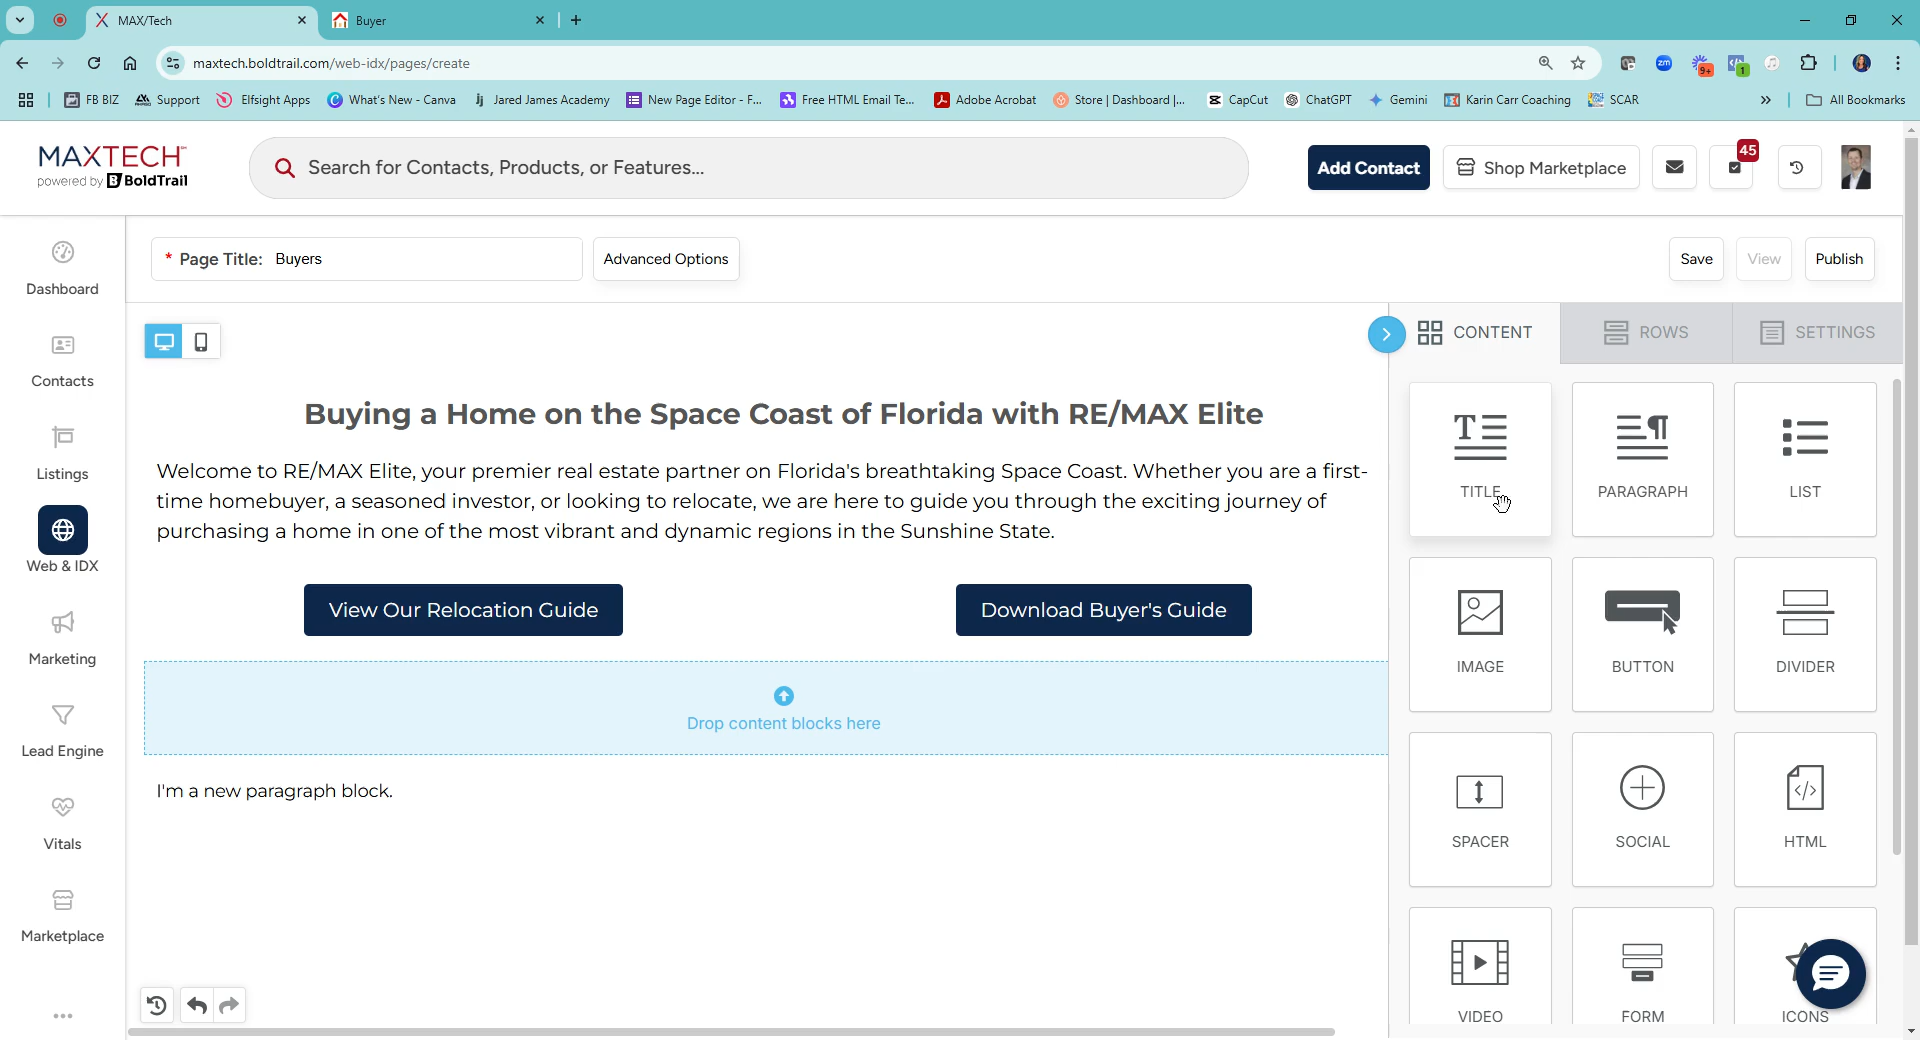 MAX/Tech
Buyer
maxtech.boldtrail.com/web-idx/pages/create
zm
9+
1
FB BIZ
Support
Elfsight Apps
What's New - Canva
Jared James Academy
New Page Editor - F...
Free HTML Email Te...
Adobe Acrobat
Store | Dashboard |...
CapCut
ChatGPT
Gemini
Karin Carr Coaching
SCAR
All Bookmarks
MAXTECH
powered by BoldTrail
Search for Contacts, Products, or Features...
Add Contact
Shop Marketplace
45
* Page Title: Buyers
Advanced Options
Save
View
Publish
Dashboard
Contacts
Listings
Web & IDX
Marketing
Lead Engine
Vitals
Marketplace
CONTENT
ROWS
SETTINGS
Buying a Home on the Space Coast of Florida with RE/MAX Elite
Welcome to RE/MAX Elite, your premier real estate partner on Florida's breathtaking Space Coast. Whether you are a first-
time homebuyer, a seasoned investor, or looking to relocate, we are here to guide you through the exciting journey of
purchasing a home in one of the most vibrant and dynamic regions in the Sunshine State.
View Our Relocation Guide
Download Buyer's Guide
Drop content blocks here
I'm a new paragraph block.
TITLE
PARAGRAPH
LIST
IMAGE
BUTTON
DIVIDER
SPACER
SOCIAL
HTML
VIDEO
FORM
ICONS